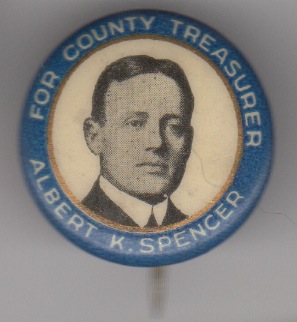 FOR COUNTY TREASURER
ALBERT K. SPENCER